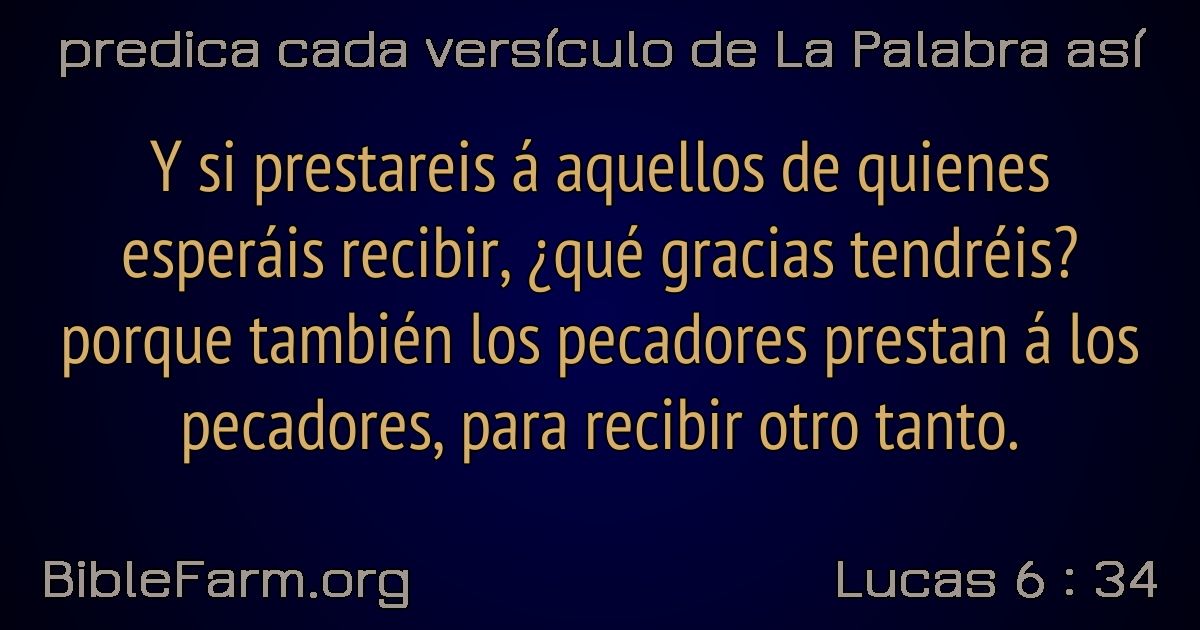 predica cada versículo de La Palabra así
Y si prestareis á aquellos de quienes
esperáis recibir, ¿qué gracias tendréis?
porque también los pecadores prestan á los
pecadores, para recibir otro tanto.
BibleFarm.org
Lucas 6 : 34